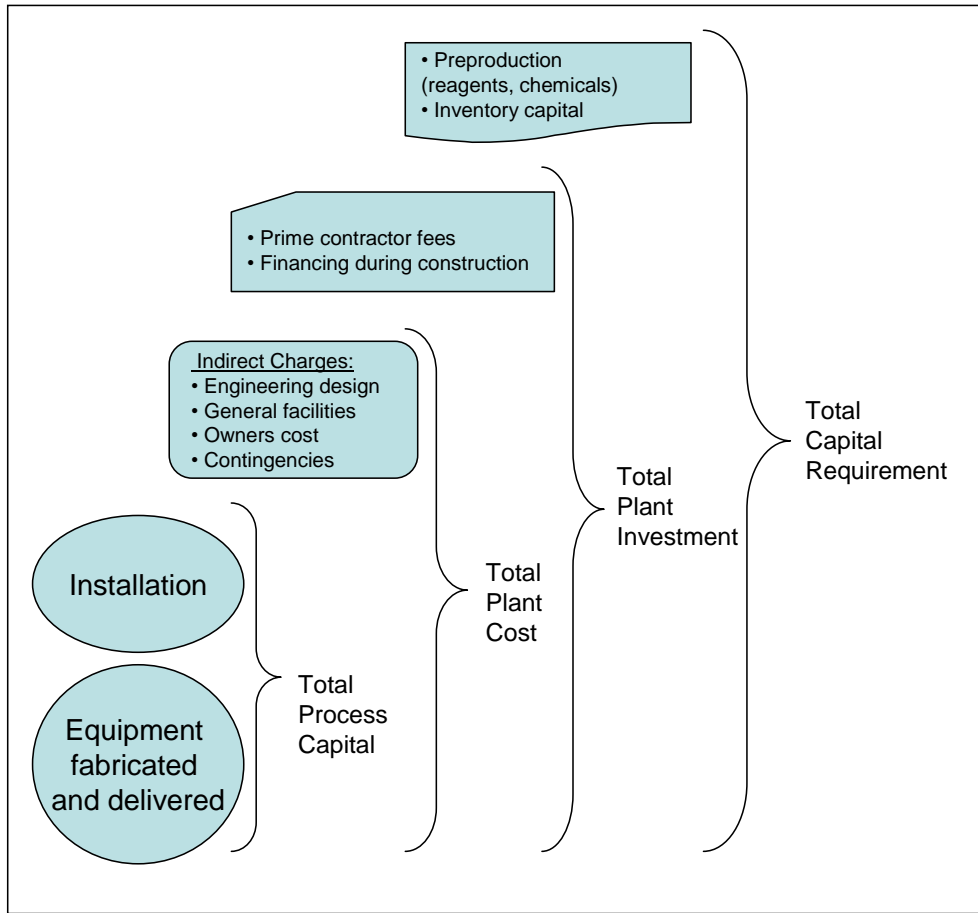 • Preproduction
(reagents, chemicals)
• Inventory capital
• Prime contractor fees
• Financing during construction
Indirect Charges:
• Engineering design
• General facilities
• Owners cost
• Contingencies
Total
Capital
Requirement
Total
Plant
Investment
Installation
Total
Plant
Cost
Equipment
fabricated
and delivered
Total
Process
Capital